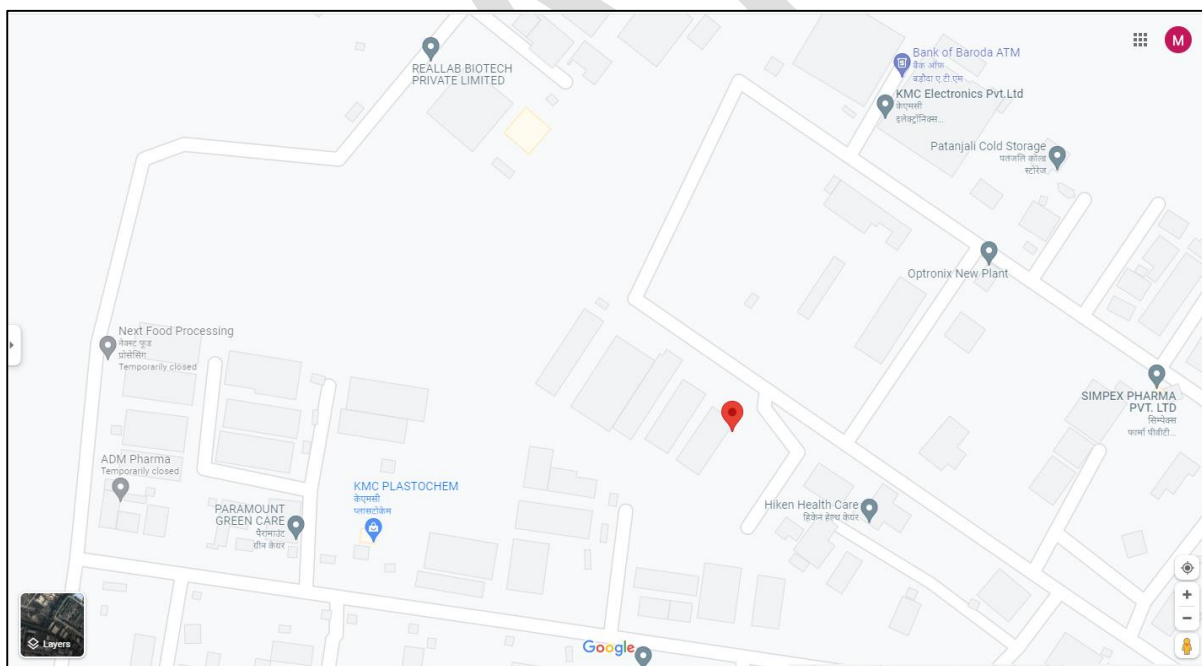 Bank of Baroda ATM
बैंक ऑफ़
बड़ौदा ए टी एम
M
REALLAB BIOTECH
PRIVATE LIMITED
KMC Electronics Pvt.Ltd
केएमसी
इलेक्ट्रॉनिक्स...
Patanjali Cold Storage
पतंजलि कोल्ड
स्टोरेज
Optronix New Plant
Next Food Processing
नेक्स्ट फूड
प्रोसेसिंग
Temporarily closed
SIMPEX PHARMA
PVT. LTD
सिम्पेक्स
फार्मा पीवीटी...
ADM Pharma
Temporarily closed
KMC PLASTOCHEM
केएमसी
प्लास्टोकेम
PARAMOUNT
GREEN CARE
पैरामाउंट
ग्रीन केयर
Hiken Health Care
हिकेन हेल्थ केयर
Layers
Google